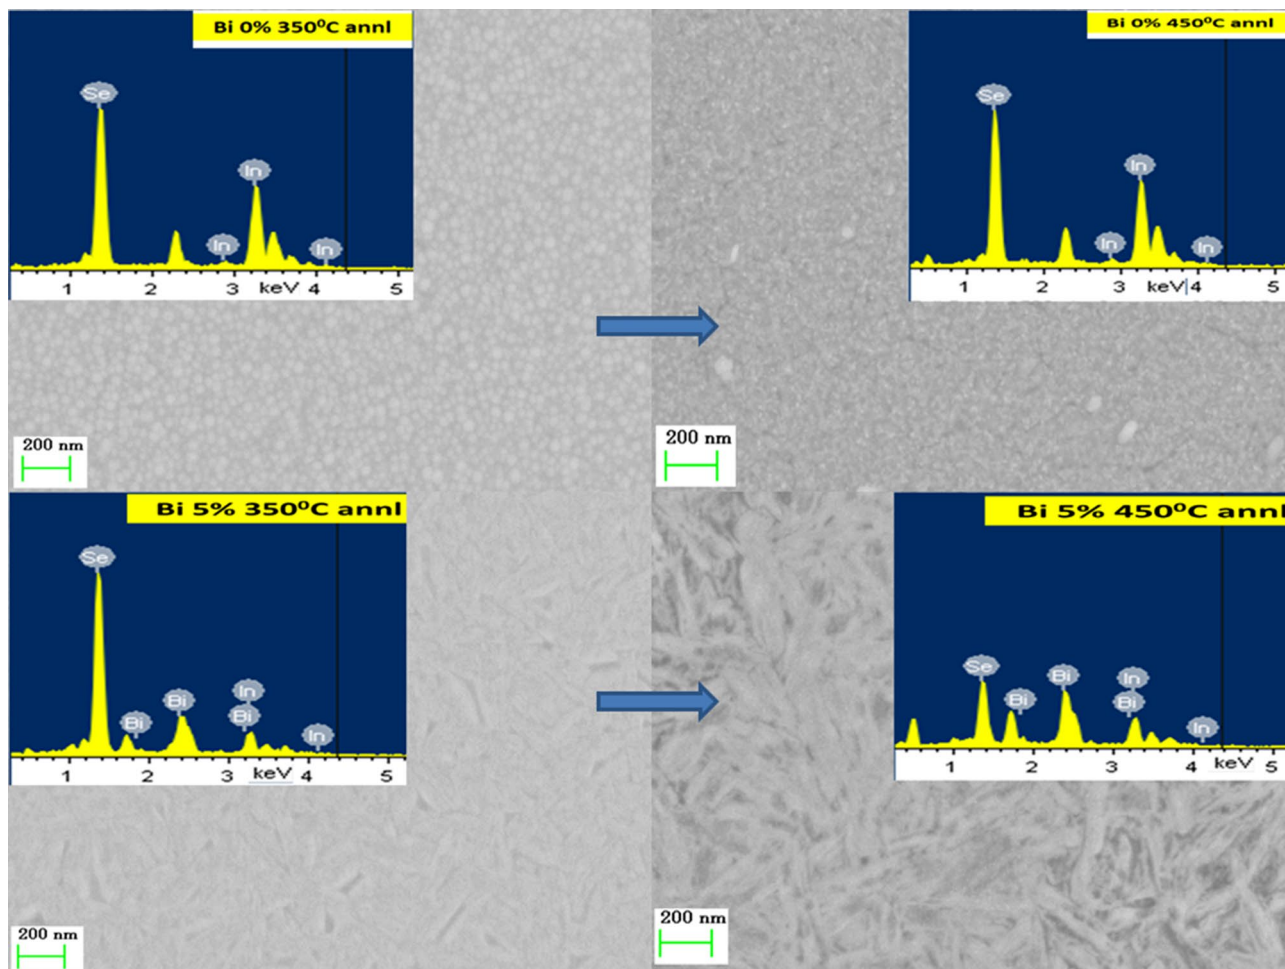 Bi 0% 350⁰C annl
Se
In
In
In
1 2 3 keV 4 5
200 nm
Bi 0% 450⁰C annl
Se
In
In
In
1 2 3 keV 4 5
200 nm
Bi 5% 350⁰C annl
Se
In
Bi
Bi
Bi
In
1 2 3 keV 4 5
200 nm
Bi 5% 450⁰C annl
Se
Bi
In
Bi
Bi
In
1 2 3 4 keV 5
200 nm